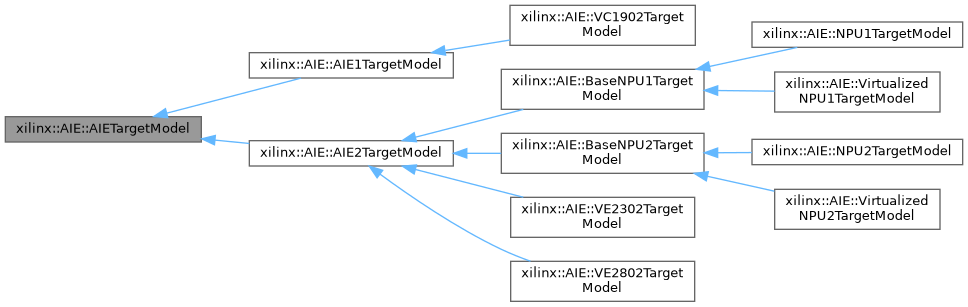 xilinx::AIE::AIETargetModel
xilinx::AIE::AIE1TargetModel
xilinx::AIE::AIE2TargetModel
xilinx::AIE::VC1902Target
Model
xilinx::AIE::BaseNPU1Target
Model
xilinx::AIE::BaseNPU2Target
Model
xilinx::AIE::VE2302Target
Model
xilinx::AIE::VE2802Target
Model
xilinx::AIE::NPU1TargetModel
xilinx::AIE::Virtualized
NPU1TargetModel
xilinx::AIE::NPU2TargetModel
xilinx::AIE::Virtualized
NPU2TargetModel